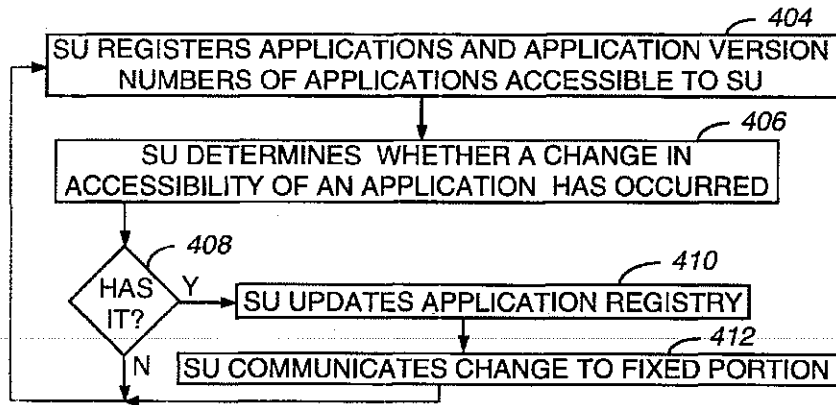 404
SU REGISTERS APPLICATIONS AND APPLICATION VERSION
NUMBERS OF APPLICATIONS ACCESSIBLE TO SU
406
SU DETERMINES WHETHER A CHANGE IN
ACCESSIBILITY OF AN APPLICATION HAS OCCURRED
408
HAS
IT?
Y
410
SU UPDATES APPLICATION REGISTRY
412
N
SU COMMUNICATES CHANGE TO FIXED PORTION